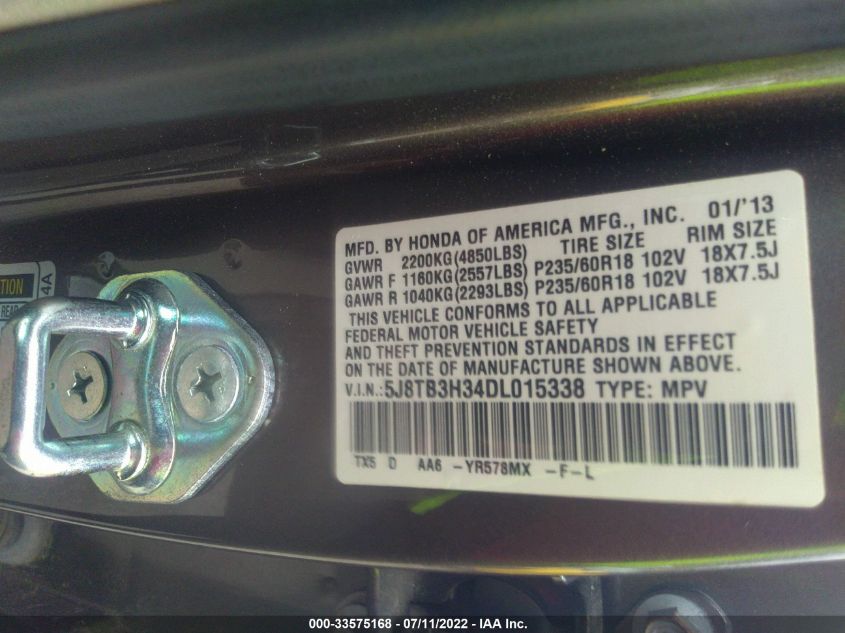 MFD. BY HONDA OF AMERICA MFG., INC. 01/'13
GVWR 2200KG(4850LBS) TIRE SIZE RIM SIZE
GAWR F 1160KG(2557LBS) P235/60R18 102V 18X7.5J
GAWR R 1040KG(2293LBS) P235/60R18 102V 18X7.5J
THIS VEHICLE CONFORMS TO ALL APPLICABLE
FEDERAL MOTOR VEHICLE SAFETY
AND THEFT PREVENTION STANDARDS IN EFFECT
ON THE DATE OF MANUFACTURE SHOWN ABOVE.
V.I.N.: 5J8TB3H34DL015338 TYPE: MPV
TX5 D AA6 -YR578MX -F-L
READ
4A
000-33575168 - 07/11/2022 - IAA Inc.